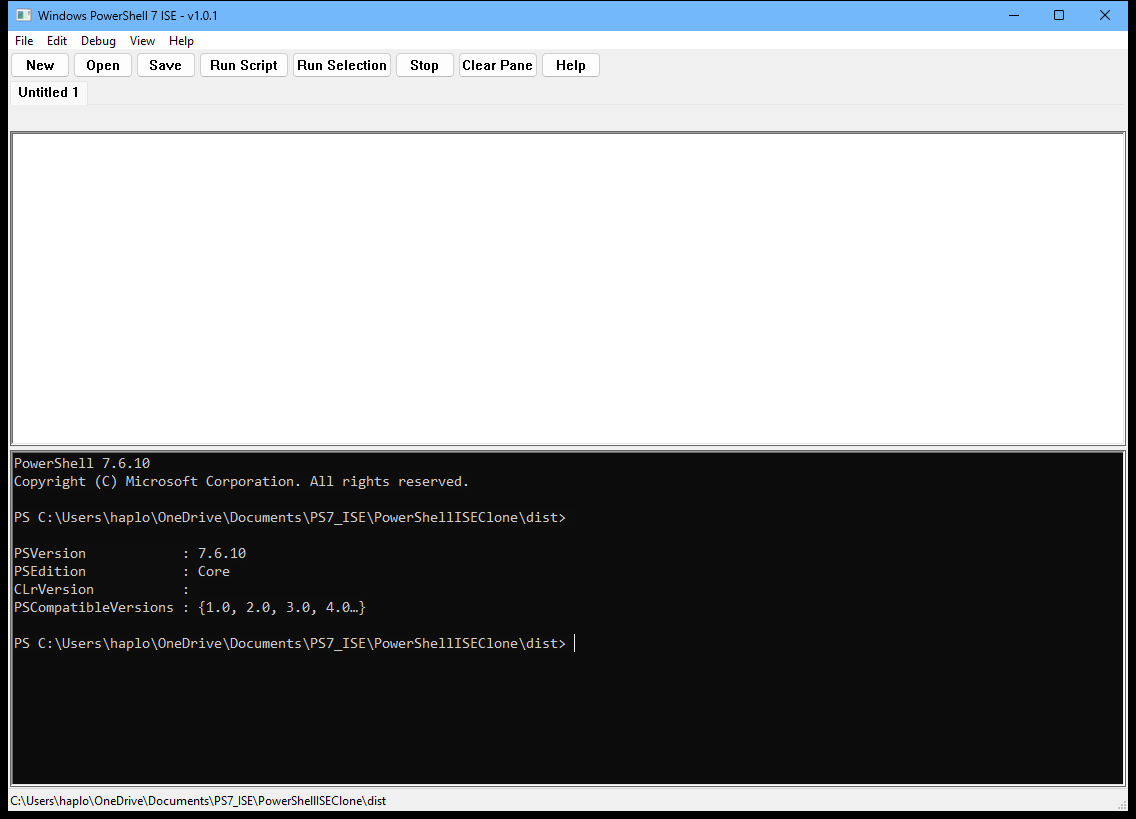 Windows PowerShell 7 ISE - v1.0.1
File Edit Debug View Help
New Open Save Run Script Run Selection Stop Clear Pane Help
Untitled 1
PowerShell 7.6.10
Copyright (C) Microsoft Corporation. All rights reserved.
PS C:\Users\haplo\OneDrive\Documents\PS7_ISE\PowerShellISEClone\dist>
PSVersion : 7.6.10
PSEdition : Core
CLrVersion :
PSCompatibleVersions : {1.0, 2.0, 3.0, 4.0…}
PS C:\Users\haplo\OneDrive\Documents\PS7_ISE\PowerShellISEClone\dist>
C:\Users\haplo\OneDrive\Documents\PS7_ISE\PowerShellISEClone\dist